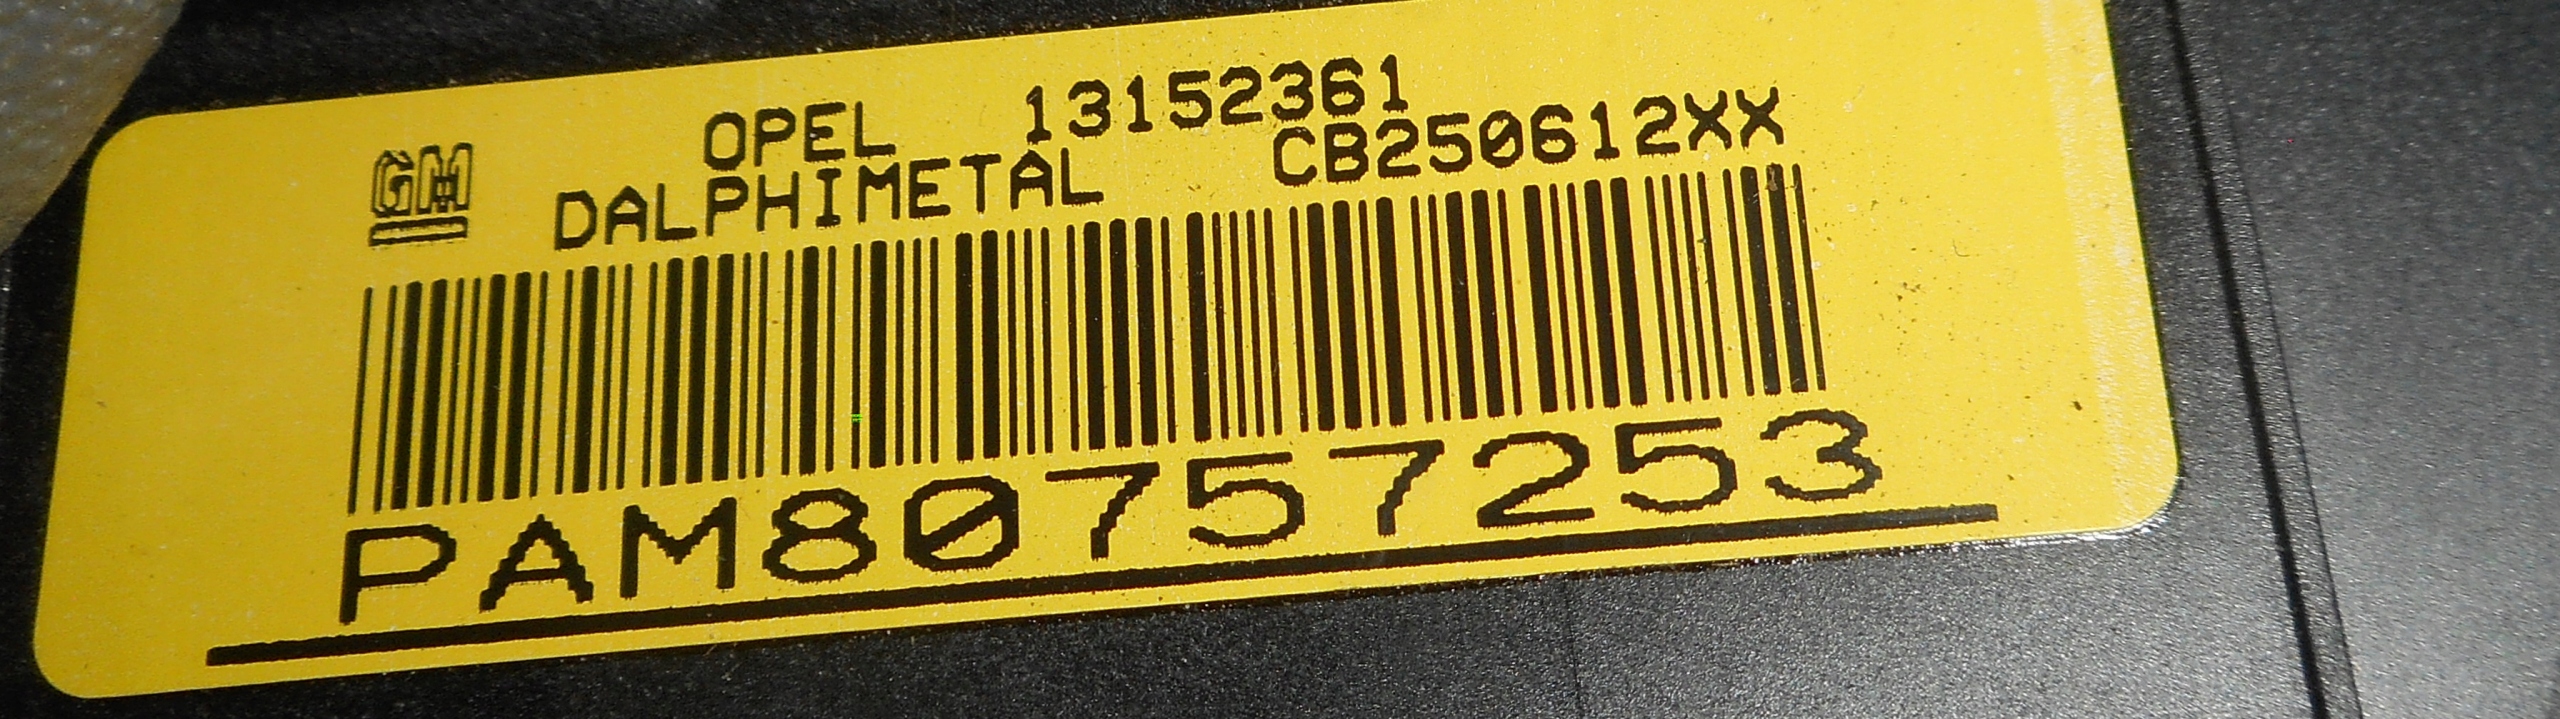 GM OPEL 13152361
DALPHIMETAL CB250612XX
PAM80757253